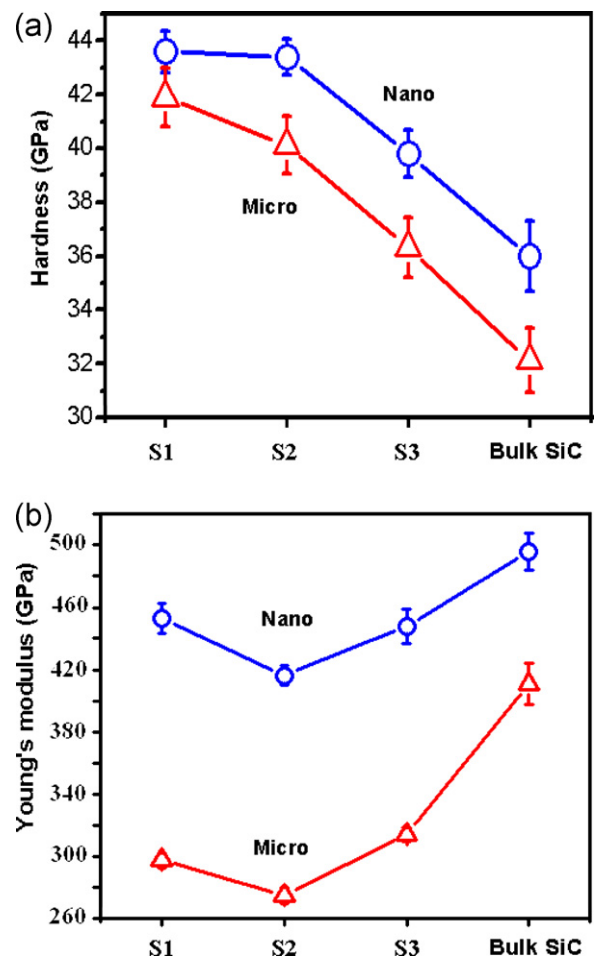 (a)
Hardness (GPa)
44
42
40
38
36
34
32
30
Nano
Micro
S1 S2 S3 Bulk SiC
(b)
Young's modulus (GPa)
500
460
420
380
340
300
260
Nano
Micro
S1 S2 S3 Bulk SiC